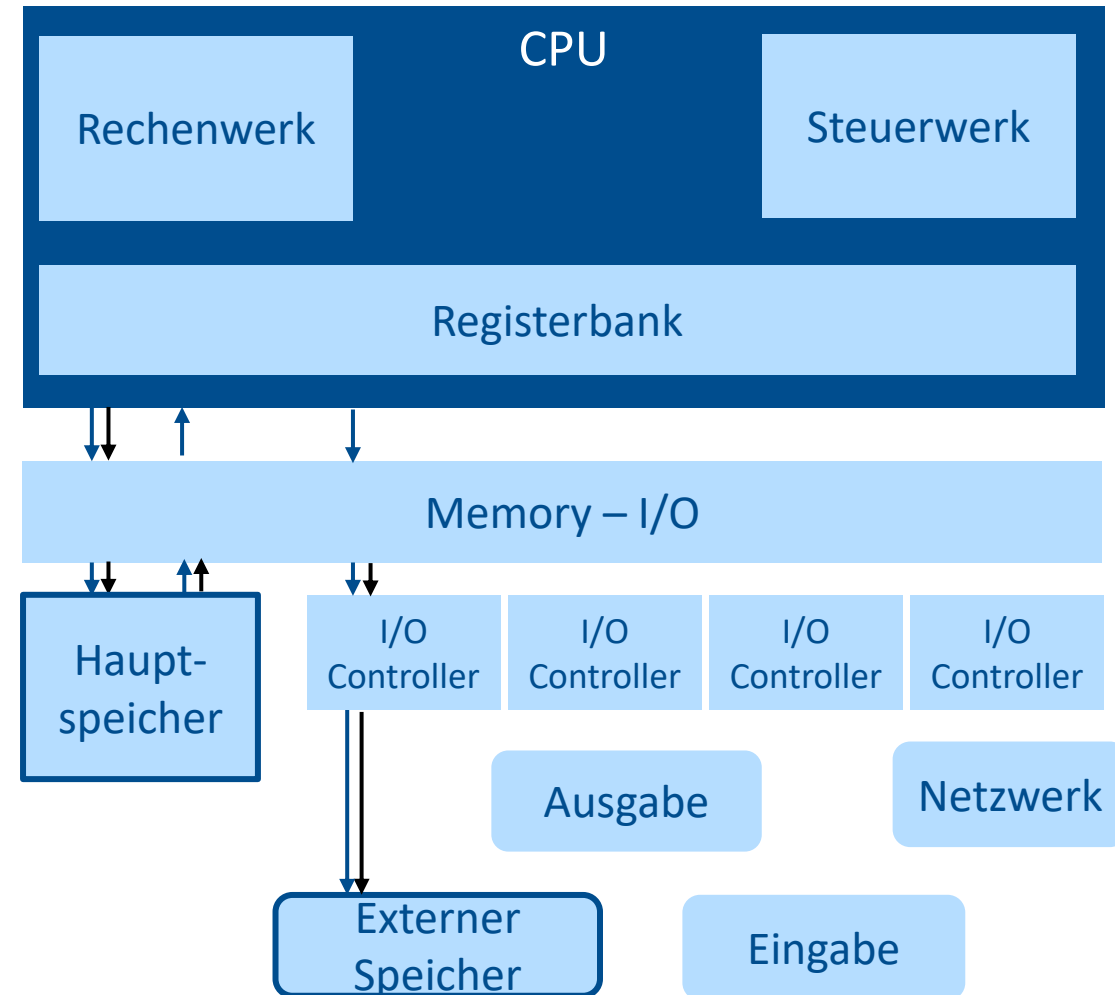 CPU
Rechenwerk
Steuerwerk
Registerbank
Memory – I/O
Haupt-
speicher
I/O
Controller
I/O
Controller
I/O
Controller
I/O
Controller
Ausgabe
Netzwerk
Externer
Speicher
Eingabe